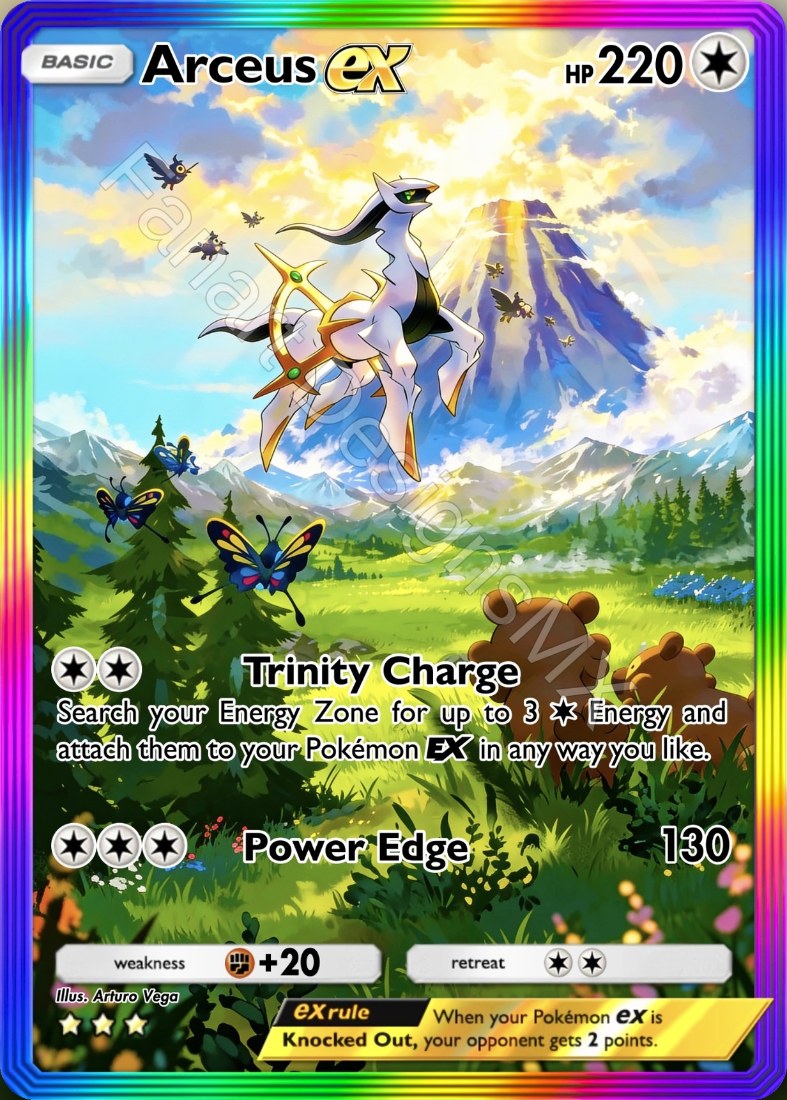 BASIC Arceus ex HP 220
Tanart DesignsMX
Trinity Charge
Search your Energy Zone for up to 3 Energy and
attach them to your Pokémon EX in any way you like.
Power Edge 130
weakness +20 retreat
Illus. Arturo Vega
ex rule When your Pokémon ex is
Knocked Out, your opponent gets 2 points.